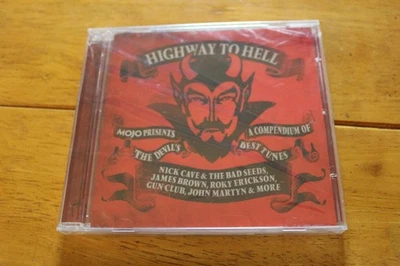 HIGHWAY TO HELL
MOJO PRESENTS
THE DEVIL'S
A COMPENDIUM OF
BEST TUNES
NICK CAVE & THE BAD SEEDS,
JAMES BROWN, ROKY ERICKSON,
GUN CLUB, JOHN MARTYN & MORE